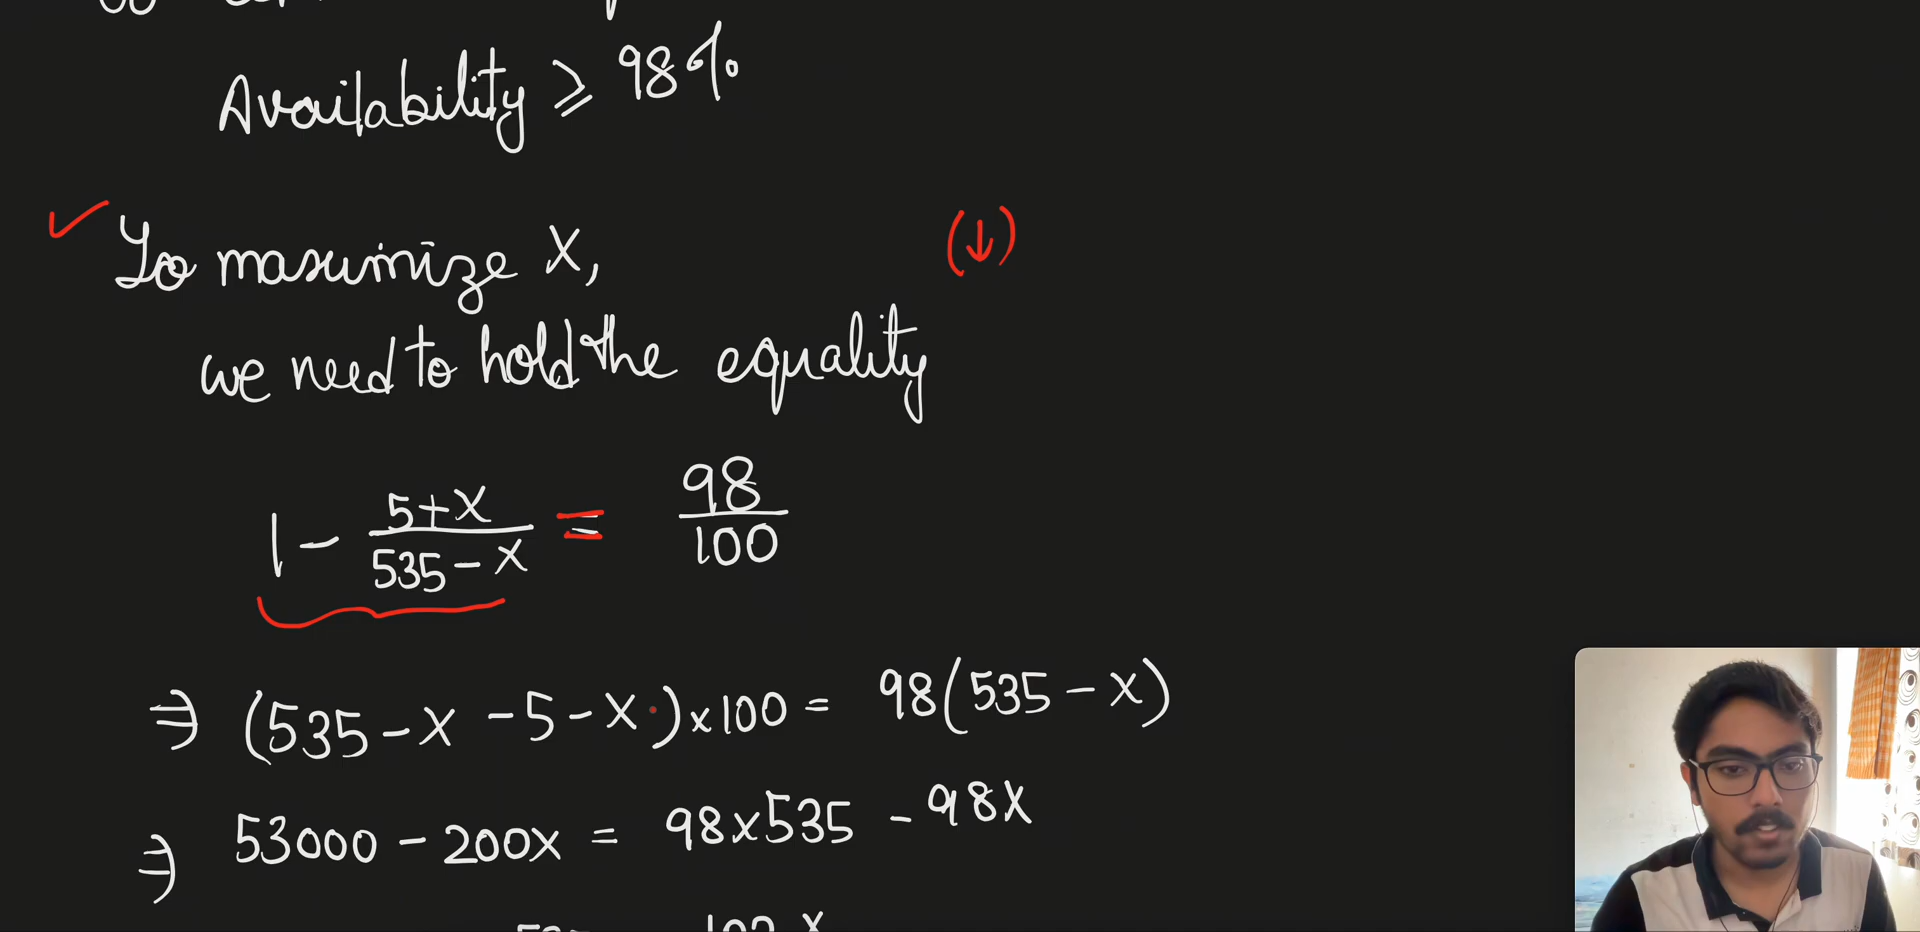 Availability ≥ 98%
✓ To maximize X, (↓)
we need to hold the equality
1 - (5+X)/(535-X) = 98/100
⇒ (535-X -5-X)×100 = 98(535-X)
⇒ 53000 - 200X = 98×535 - 98X